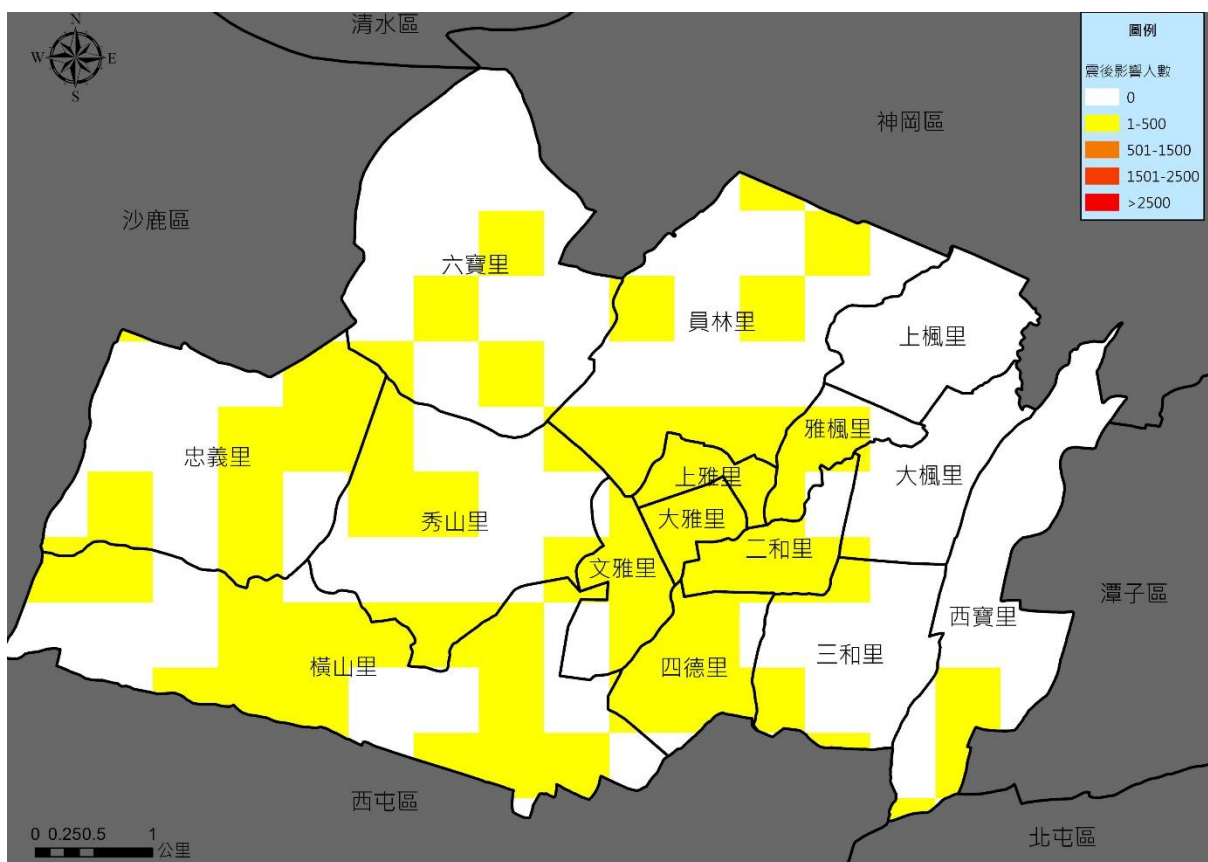 清水區
N
W
E
S
圖例
震後影響人數
0
1-500
501-1500
1501-2500
>2500
神岡區
沙鹿區
六寶里
員林里
上楓里
雅楓里
忠義里
上雅里
大楓里
秀山里
大雅里
二和里
文雅里
潭子區
西寶里
橫山里
四德里
三和里
西屯區
北屯區
0 0.250.5 1
公里